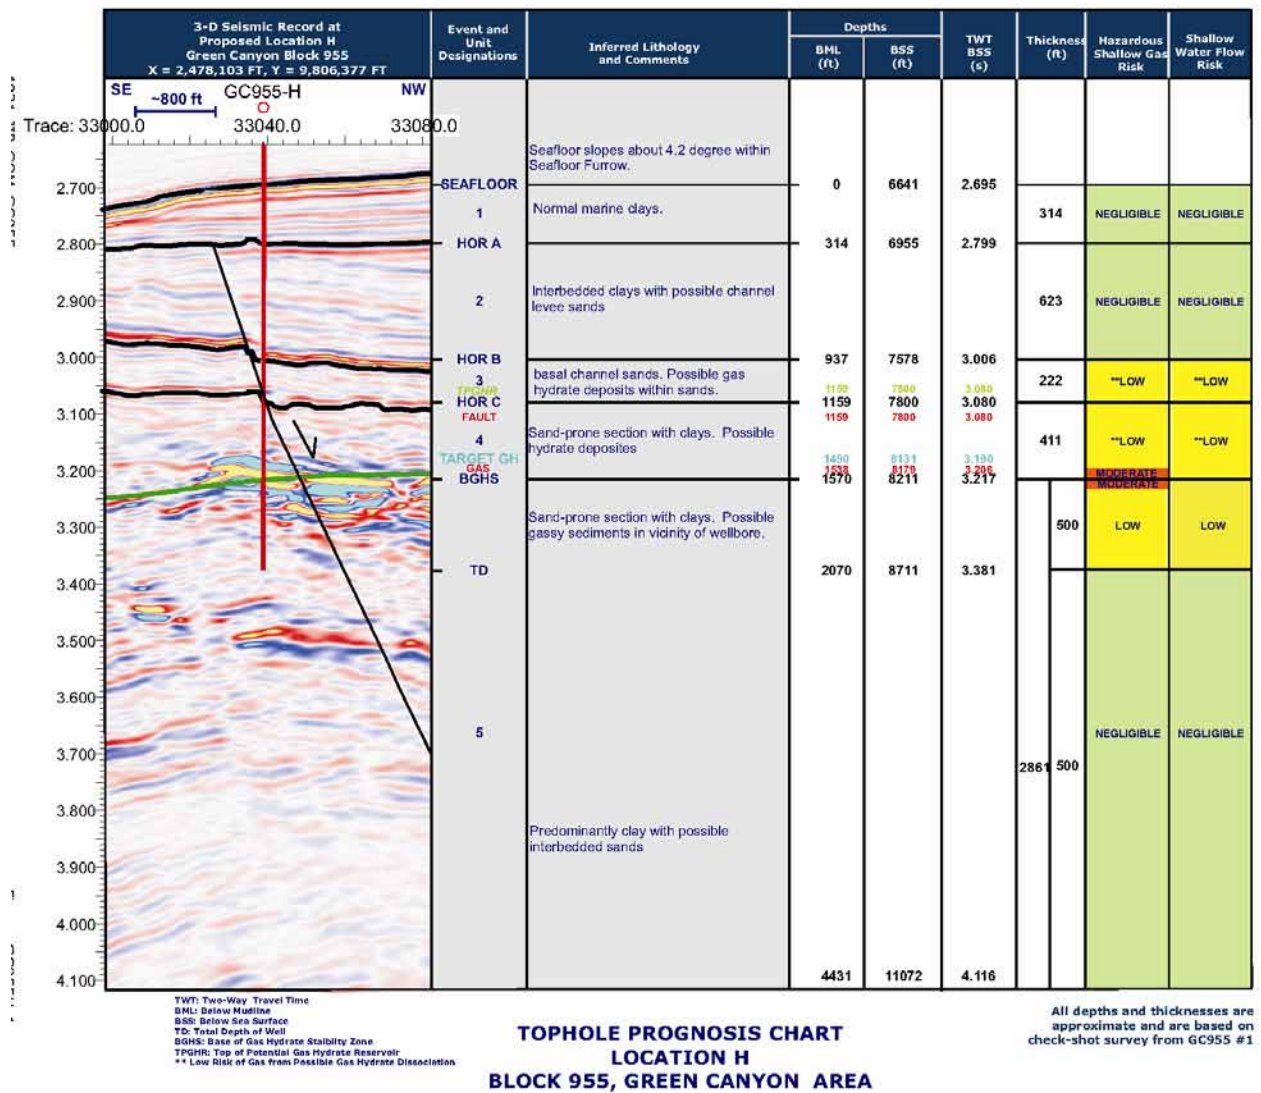 3-D Seismic Record at
Proposed Location H
Green Canyon Block 955
X = 2,478,103 FT, Y = 9,806,377 FT
Event and
Unit
Designations
Inferred Lithology
and Comments
Depths
BML
(ft)
BSS
(ft)
TWT
BSS
(s)
Thickness
(ft)
Hazardous
Shallow Gas
Risk
Shallow
Water Flow
Risk
SE
~800 ft
GC955-H
NW
Trace: 33000.0 33040.0 33080.0
2.700
2.800
2.900
3.000
3.100
3.200
3.300
3.400
3.500
3.600
3.700
3.800
3.900
4.000
4.100
Seafloor slopes about 4.2 degree within
Seafloor Furrow.
SEAFLOOR 0 6641 2.695
1 Normal marine clays. 314 NEGLIGIBLE NEGLIGIBLE
HOR A 314 6955 2.799
Interbedded clays with possible channel
levee sands
2 623 NEGLIGIBLE NEGLIGIBLE
HOR B 937 7578 3.006
basal channel sands. Possible gas
hydrate deposits within sands.
3 222 **LOW **LOW
TPGHR 1159 7800 3.080
HOR C 1159 7800 3.080
FAULT 1159 7800 3.080
Sand-prone section with clays. Possible
hydrate deposites
4 411 **LOW **LOW
TARGET GH 1490 8131 3.190
GAS 1538 8179 3.206 MODERATE
BGHS 1570 8211 3.217 MODERATE
Sand-prone section with clays. Possible
gassy sediments in vicinity of wellbore.
500 LOW LOW
TD 2070 8711 3.381
5 NEGLIGIBLE NEGLIGIBLE
2861 500
Predominantly clay with possible
interbedded sands
4431 11072 4.116
TWT: Two-Way Travel Time
BML: Below Mudline
BSS: Below Sea Surface
TD: Total Depth of Well
BGHS: Base of Gas Hydrate Staiblity Zone
TPGHR: Top of Potential Gas Hydrate Reservoir
** Low Risk of Gas from Possible Gas Hydrate Dissociation
TOPHOLE PROGNOSIS CHART
LOCATION H
BLOCK 955, GREEN CANYON AREA
All depths and thicknesses are
approximate and are based on
check-shot survey from GC955 #1